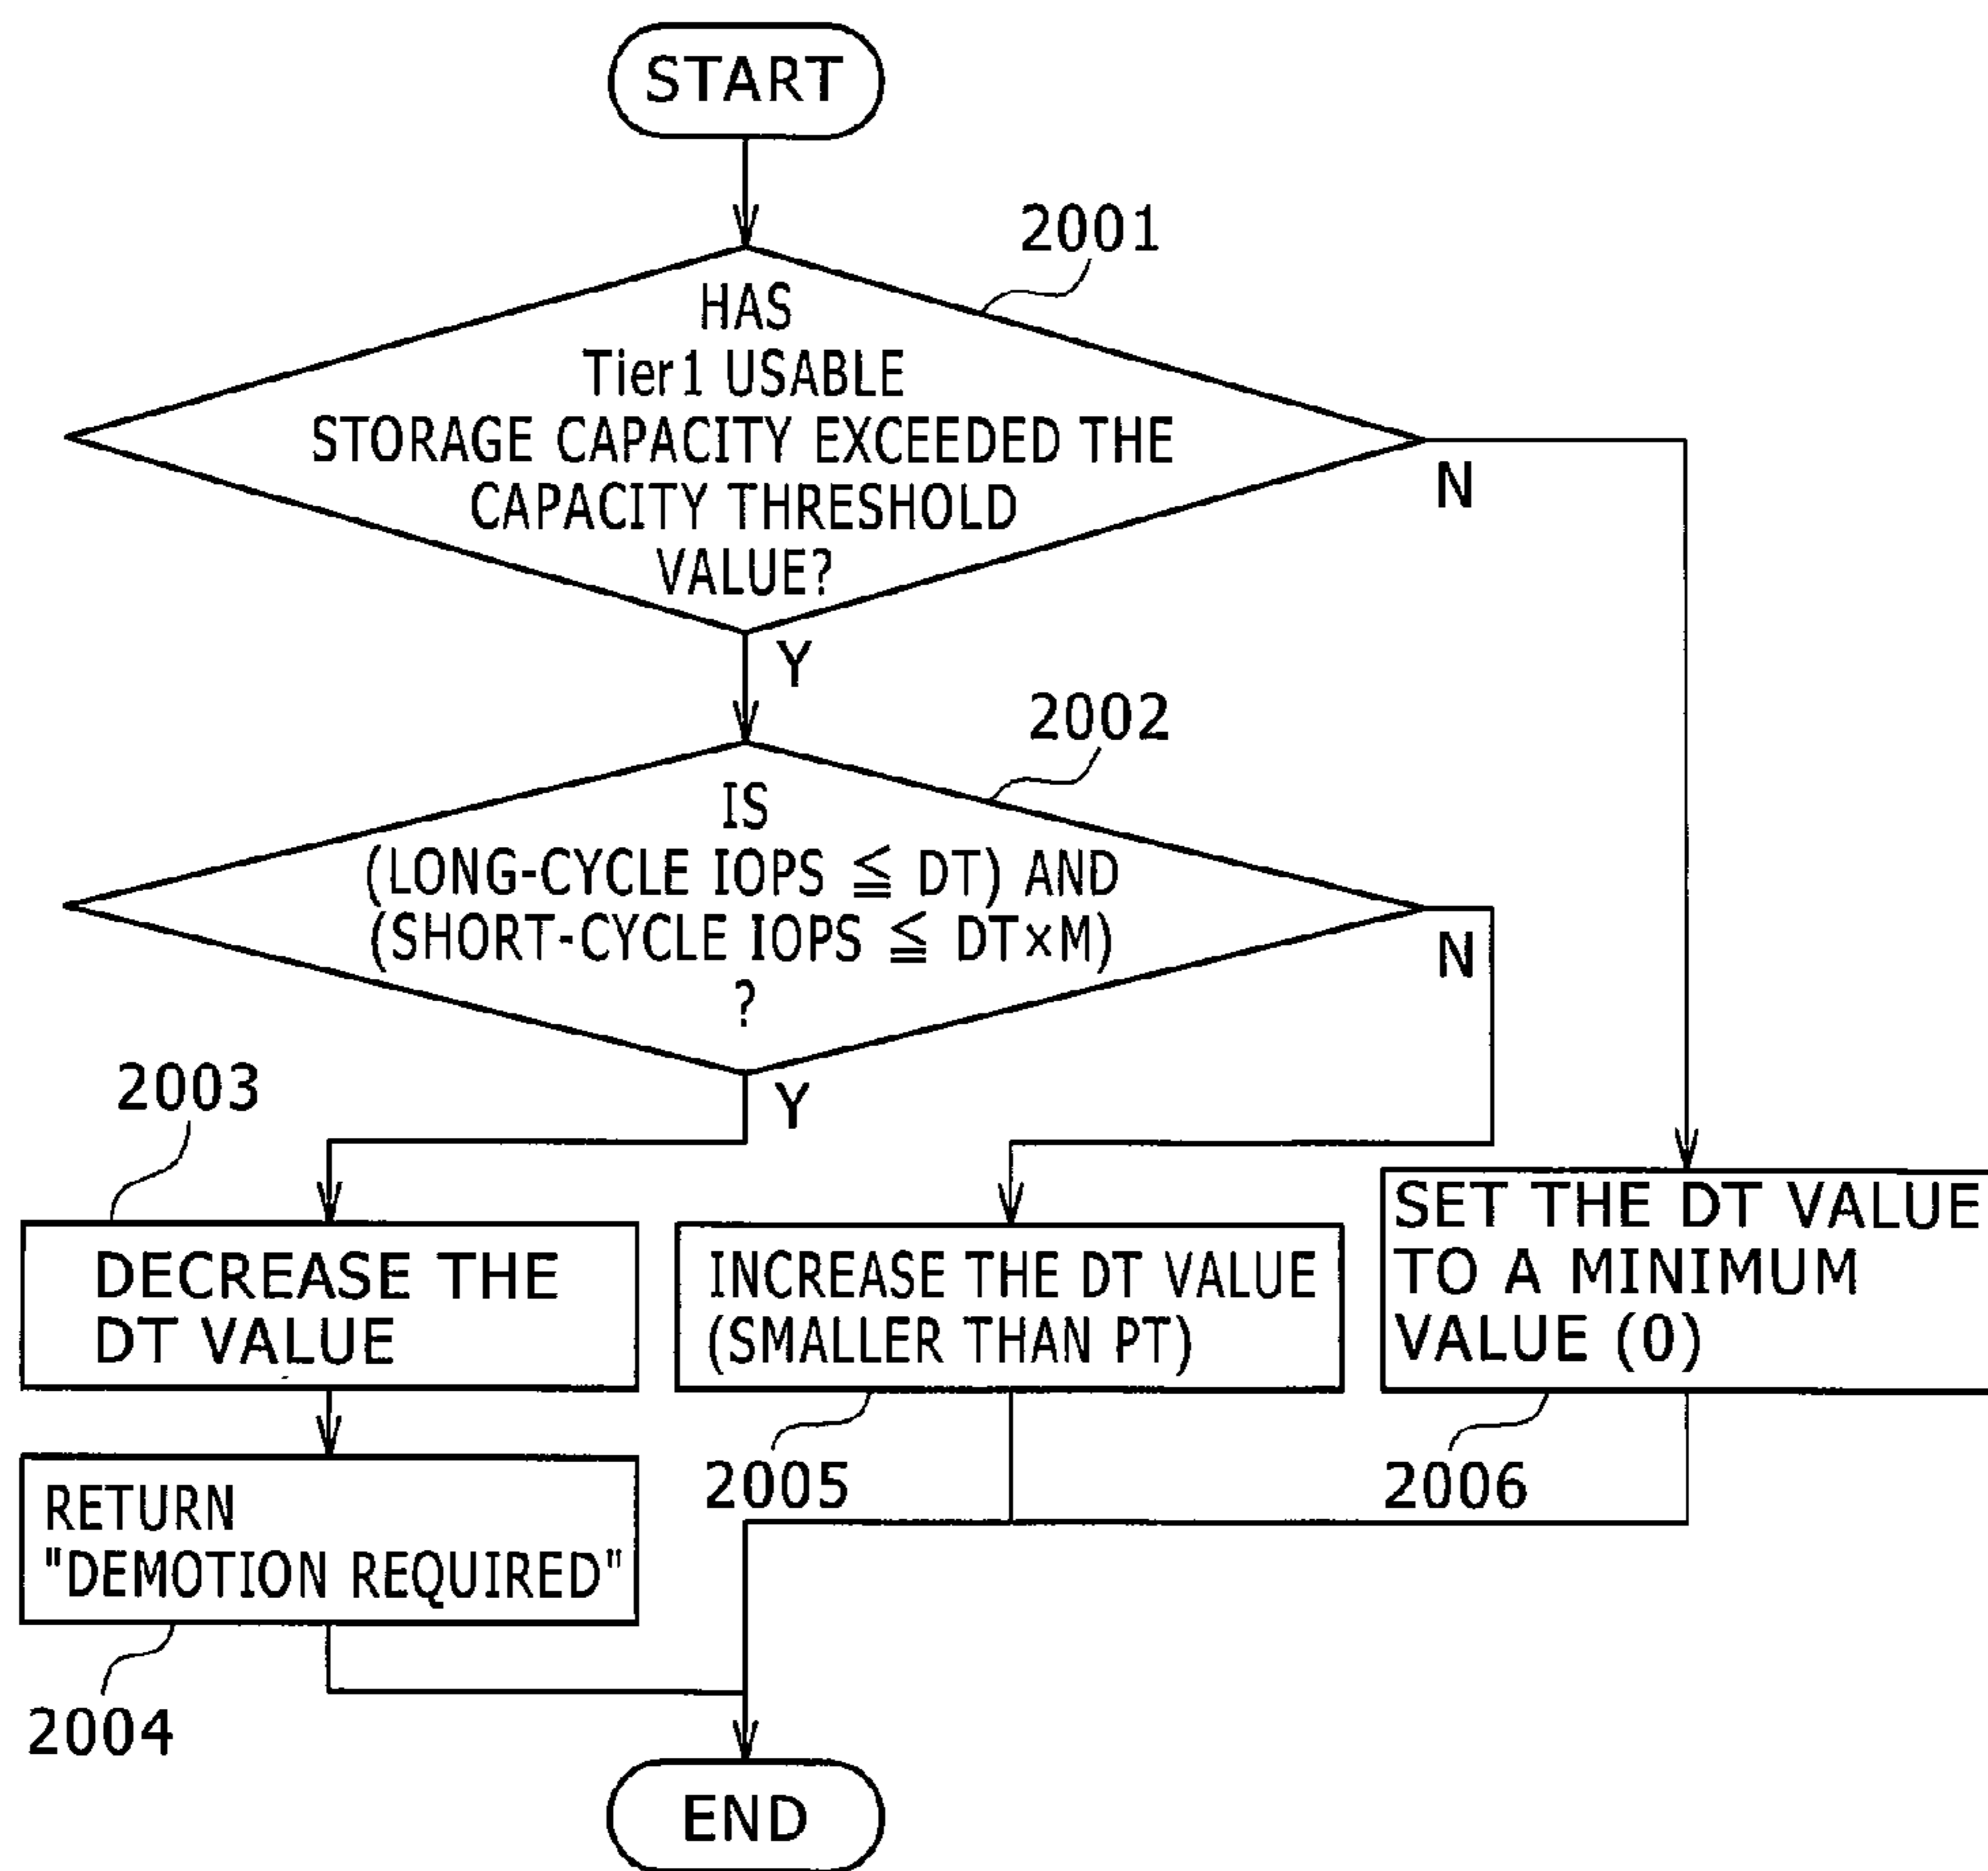 START
2001
HAS
Tier1 USABLE
STORAGE CAPACITY EXCEEDED THE
CAPACITY THRESHOLD
VALUE?
N
Y
2002
IS
(LONG-CYCLE IOPS ≦ DT) AND
(SHORT-CYCLE IOPS ≦ DT×M)
?
N
Y
2003
DECREASE THE
DT VALUE
INCREASE THE DT VALUE
(SMALLER THAN PT)
SET THE DT VALUE
TO A MINIMUM
VALUE (0)
2005
2006
RETURN
"DEMOTION REQUIRED"
2004
END